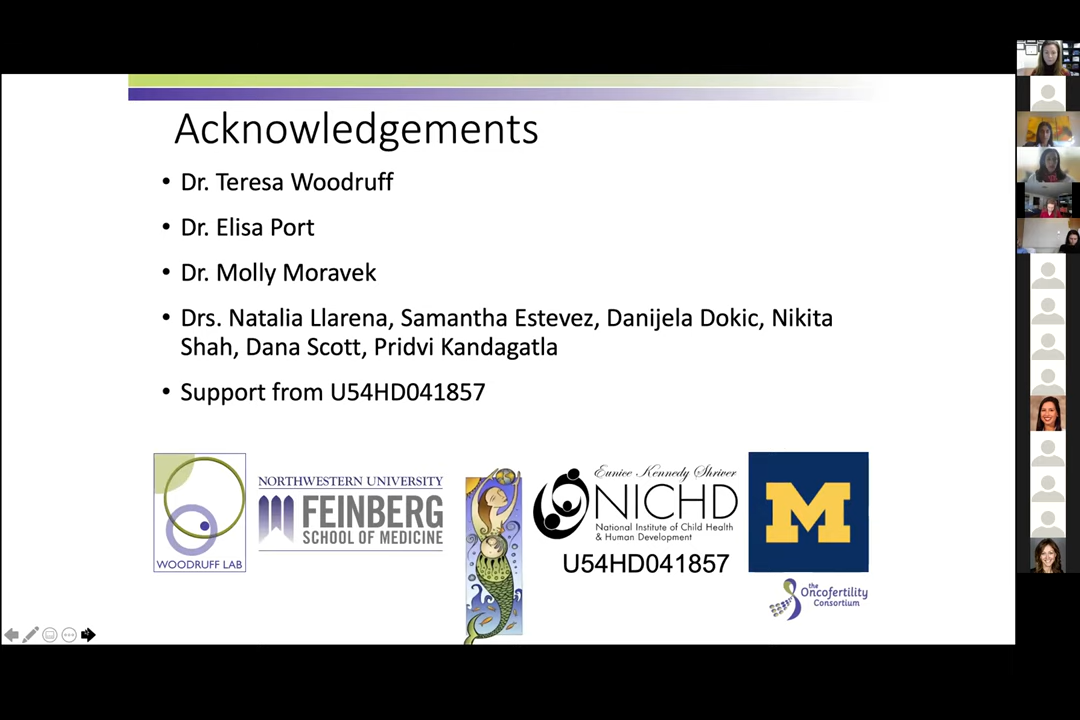 Acknowledgements
• Dr. Teresa Woodruff
• Dr. Elisa Port
• Dr. Molly Moravek
• Drs. Natalia Llarena, Samantha Estevez, Danijela Dokic, Nikita
Shah, Dana Scott, Pridvi Kandagatla
• Support from U54HD041857
WOODRUFF LAB
NORTHWESTERN UNIVERSITY
FEINBERG
SCHOOL OF MEDICINE
Eunice Kennedy Shriver
NICHD
National Institute of Child Health
& Human Development
U54HD041857
M
the
Oncofertility
Consortium